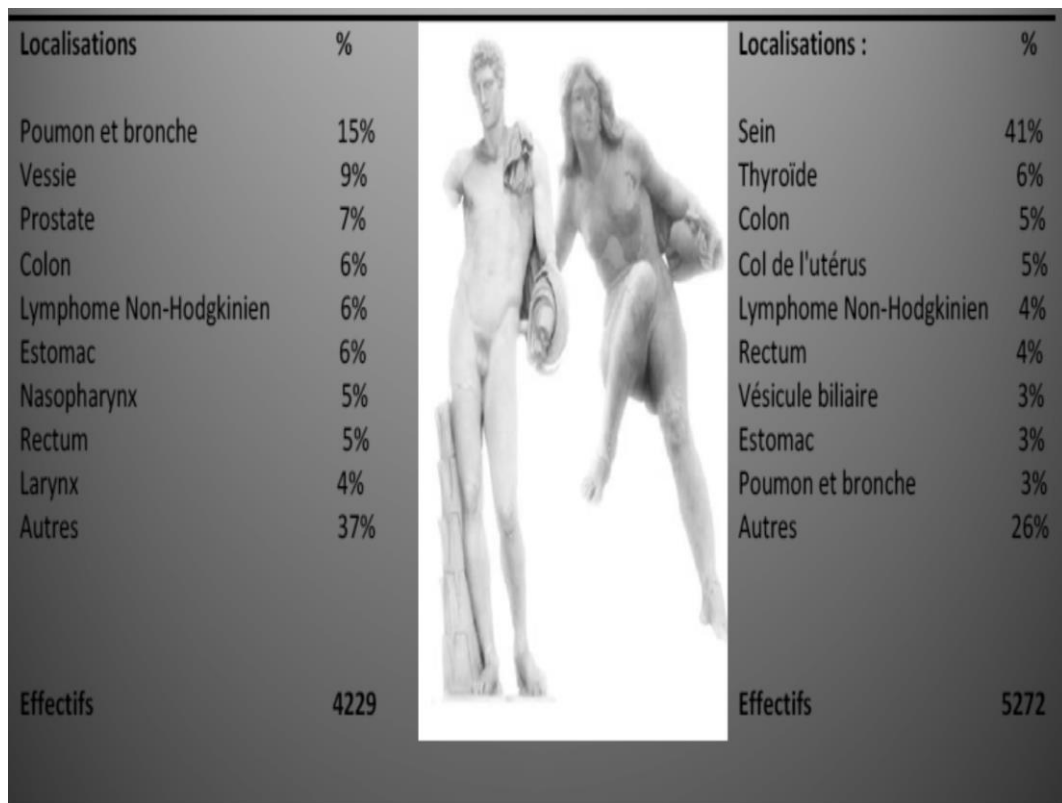 Localisations %
Poumon et bronche 15%
Vessie 9%
Prostate 7%
Colon 6%
Lymphome Non-Hodgkinien 6%
Estomac 6%
Nasopharynx 5%
Rectum 5%
Larynx 4%
Autres 37%
Effectifs 4229
Localisations : %
Sein 41%
Thyroïde 6%
Colon 5%
Col de l'utérus 5%
Lymphome Non-Hodgkinien 4%
Rectum 4%
Vésicule biliaire 3%
Estomac 3%
Poumon et bronche 3%
Autres 26%
Effectifs 5272